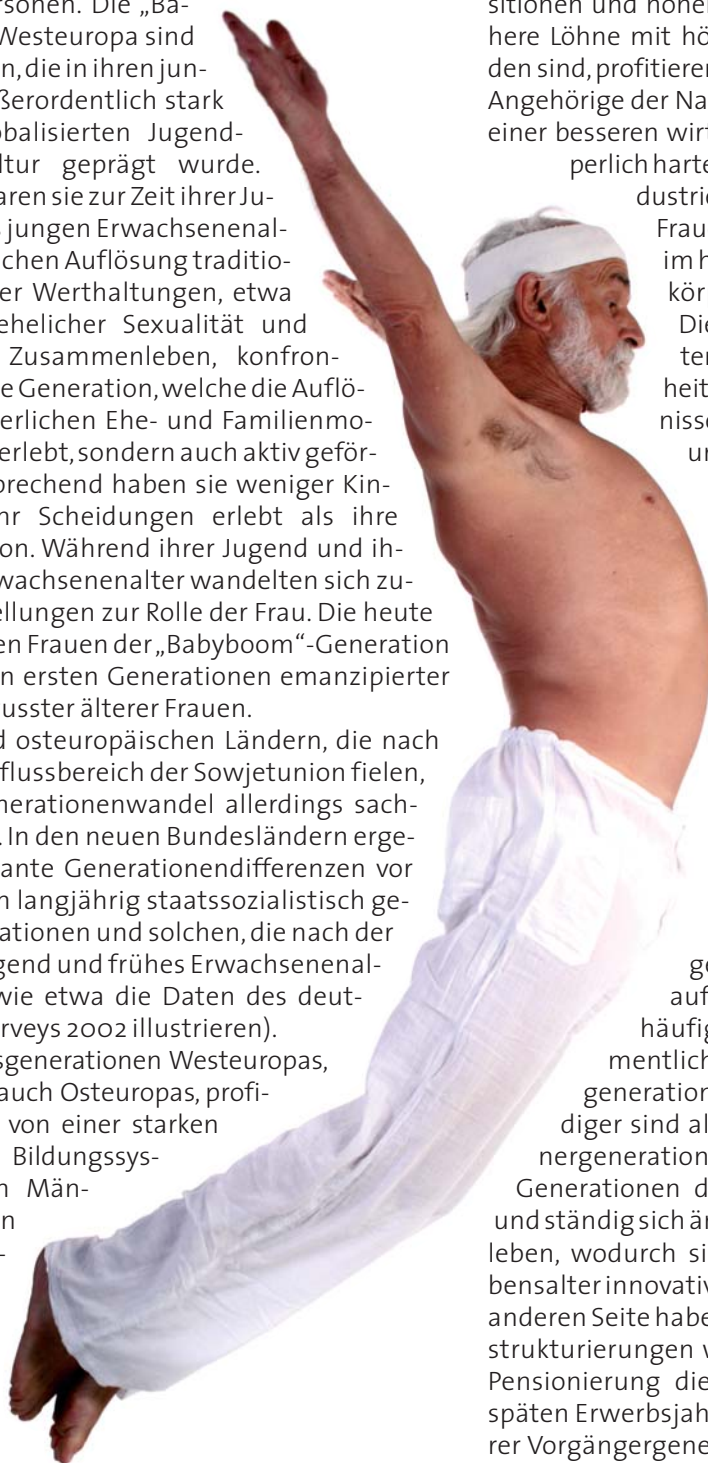 rsonen. Die „Ba-
Westeuropa sind
n, die in ihren jun-
ßerordentlich stark
obalisierten Jugend-
ltur geprägt wurde.
aren sie zur Zeit ihrer Ju-
s jungen Erwachsenenal-
ichen Auflösung traditio-
er Werthaltungen, etwa
ehelicher Sexualität und
Zusammenleben, konfron-
e Generation, welche die Auflö-
erlichen Ehe- und Familienmo-
erlebt, sondern auch aktiv geför-
prechend haben sie weniger Kin-
hr Scheidungen erlebt als ihre
on. Während ihrer Jugend und ih-
wachsenenalter wandelten sich zu-
ellungen zur Rolle der Frau. Die heute
en Frauen der „Babyboom“-Generation
n ersten Generationen emanzipierter
usster älterer Frauen.
d osteuropäischen Ländern, die nach
flussbereich der Sowjetunion fielen,
nerationenwandel allerdings sach-
. In den neuen Bundesländern erge-
ante Generationendifferenzen vor
n langjährig staatssozialistisch ge-
ationen und solchen, die nach der
gend und frühes Erwachsenenal-
wie etwa die Daten des deut-
urveys 2002 illustrieren).
sgenerationen Westeuropas,
auch Osteuropas, profi-
von einer starken
Bildungssys-
n Män-
n
-
sitionen und höher
here Löhne mit hö
den sind, profitieren
Angehörige der Na
einer besseren wirt
perlich harte
dustrie
Frau
im h
kör
Die
ter
heit
nisse
un
ge
auf
häufig
mentlich
generation
diger sind al
nergeneration
Generationen d
und ständig sich är
leben, wodurch si
bensalter innovativ
anderen Seite habe
strukturierungen v
Pensionierung die
späten Erwerbsjah
rer Vorgängergene